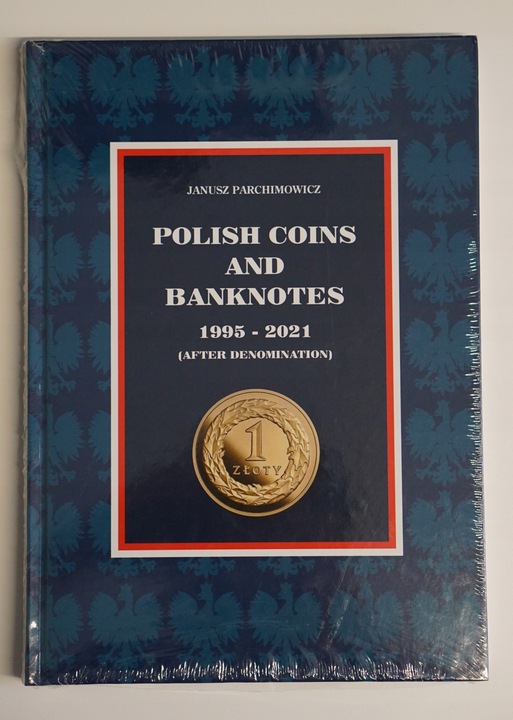 JANUSZ PARCHIMOWICZ
POLISH COINS
AND
BANKNOTES
1995 - 2021
(AFTER DENOMINATION)
1
ZŁOTY